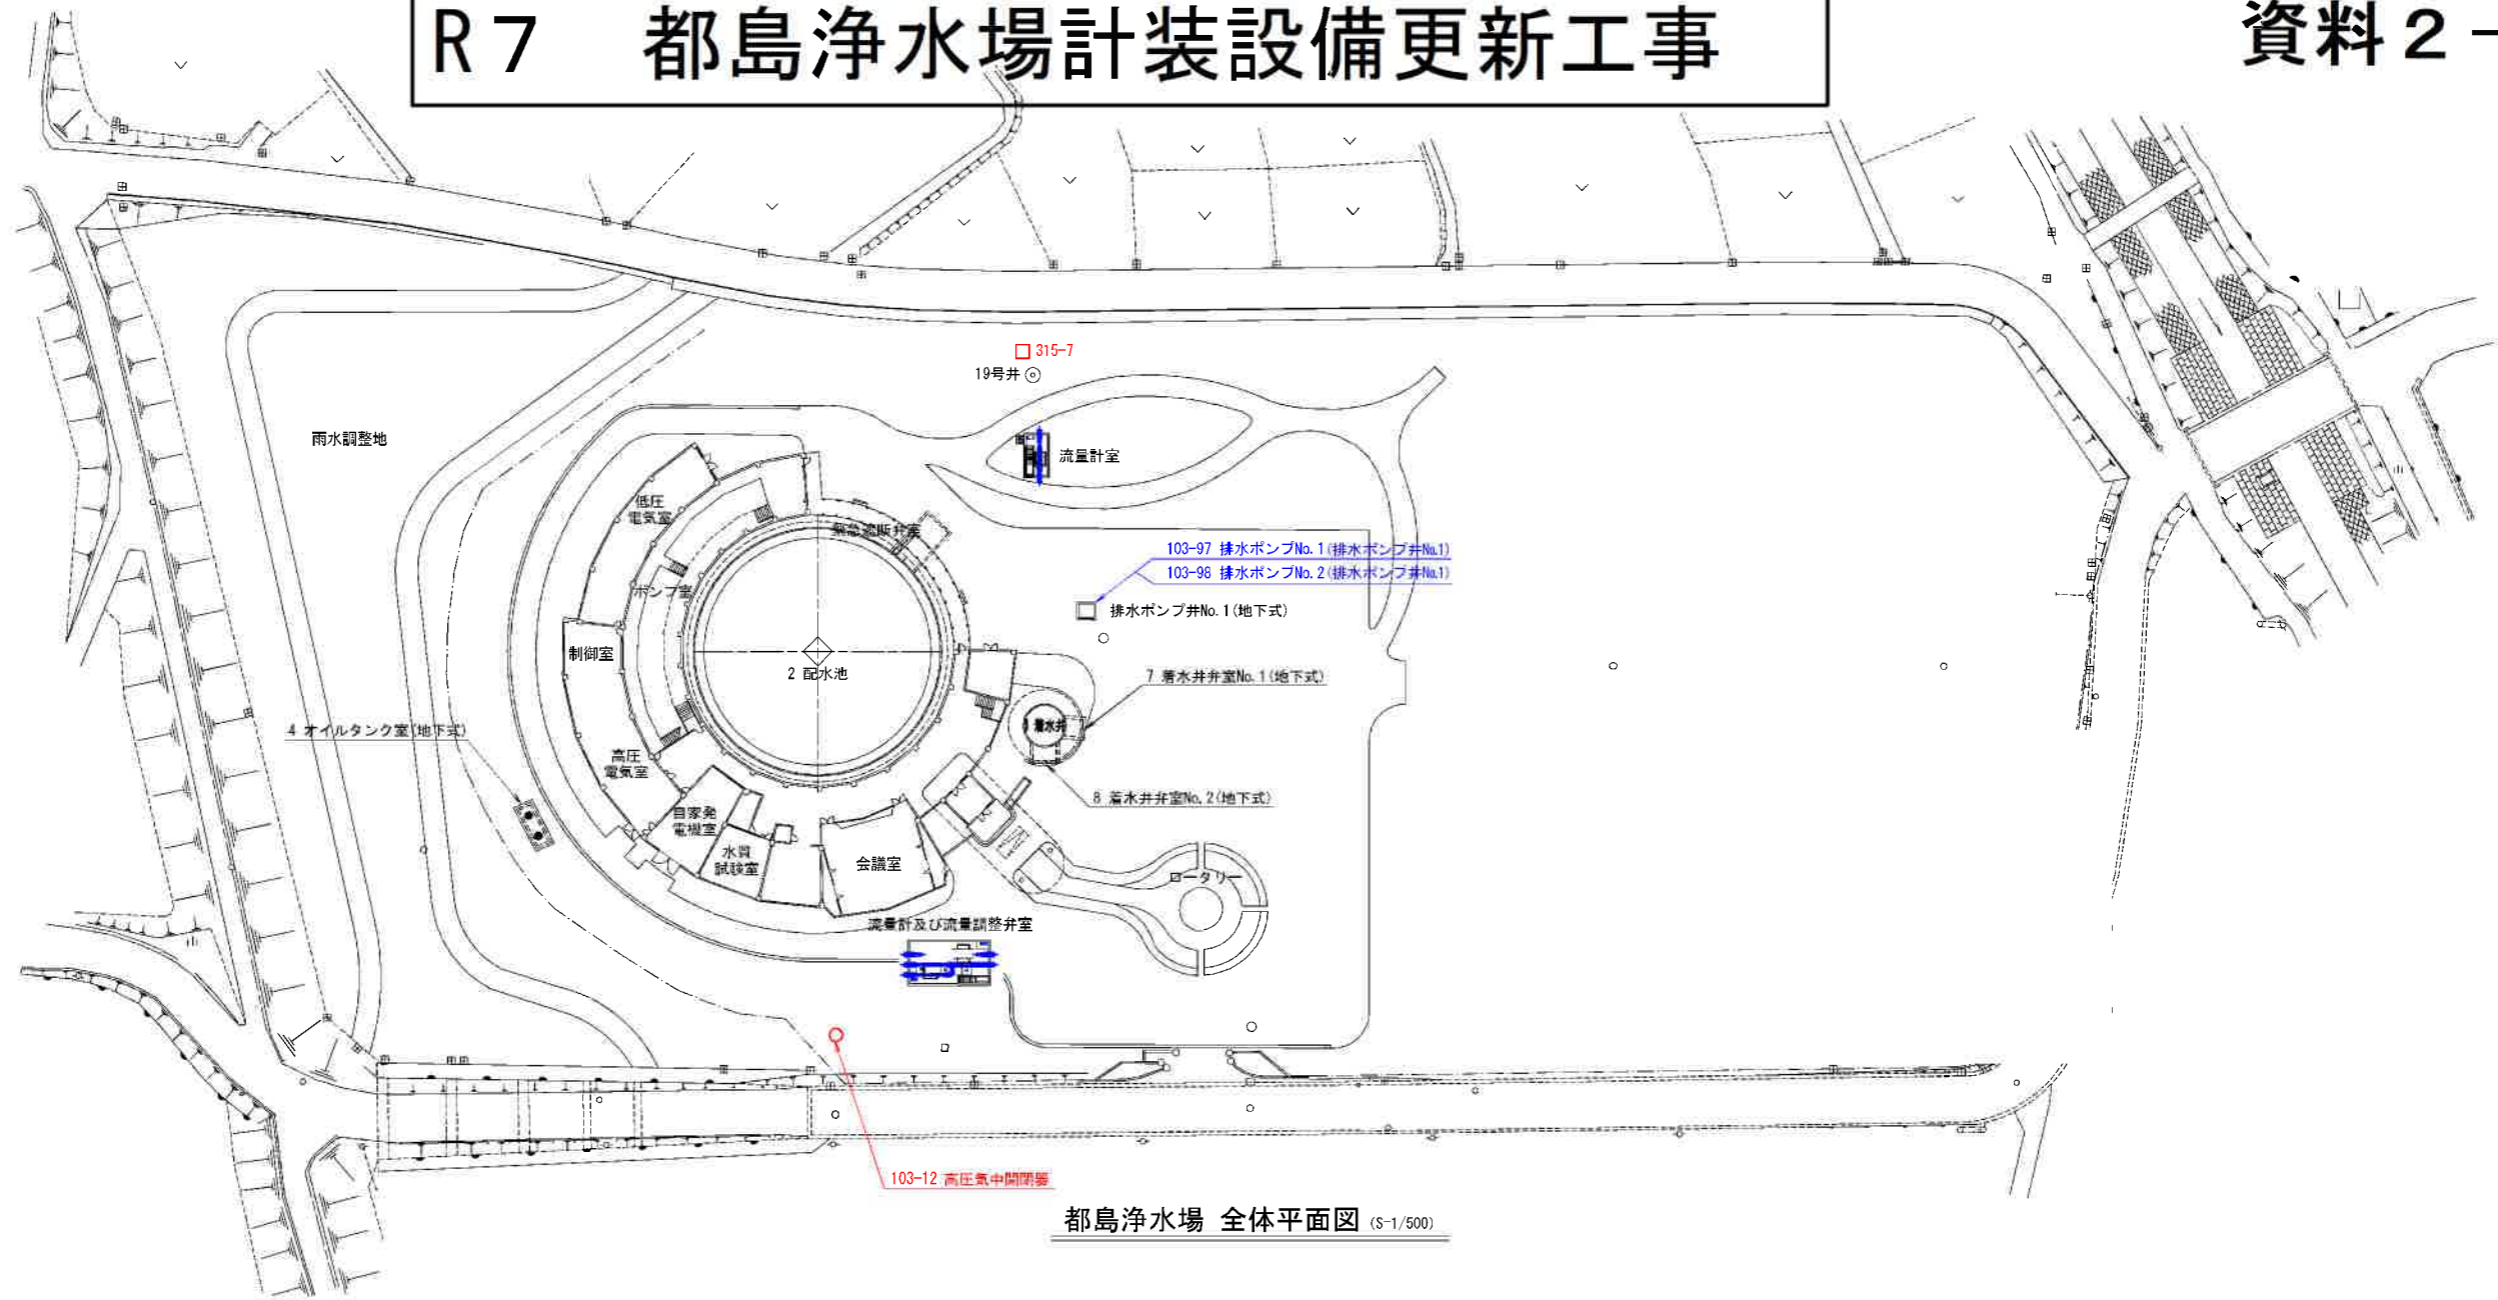 R7 都島浄水場計装設備更新工事
資料2-
315-7
19号井
流量計室
雨水調整地
低圧
電気室
緊急遮断弁室
103-97 排水ポンプNo.1(排水ポンプ井No.1)
103-98 排水ポンプNo.2(排水ポンプ井No.1)
ポンプ室
排水ポンプ井No.1(地下式)
制御室
2 配水池
7 着水井弁室No.1(地下式)
着水井
4 オイルタンク室(地下式)
高圧
電気室
8 着水井弁室No.2(地下式)
自家発
電機室
水質
試験室
会議室
ロータリー
流量計及び流量調整弁室
103-12 高圧気中開閉器
都島浄水場 全体平面図 (S-1/500)